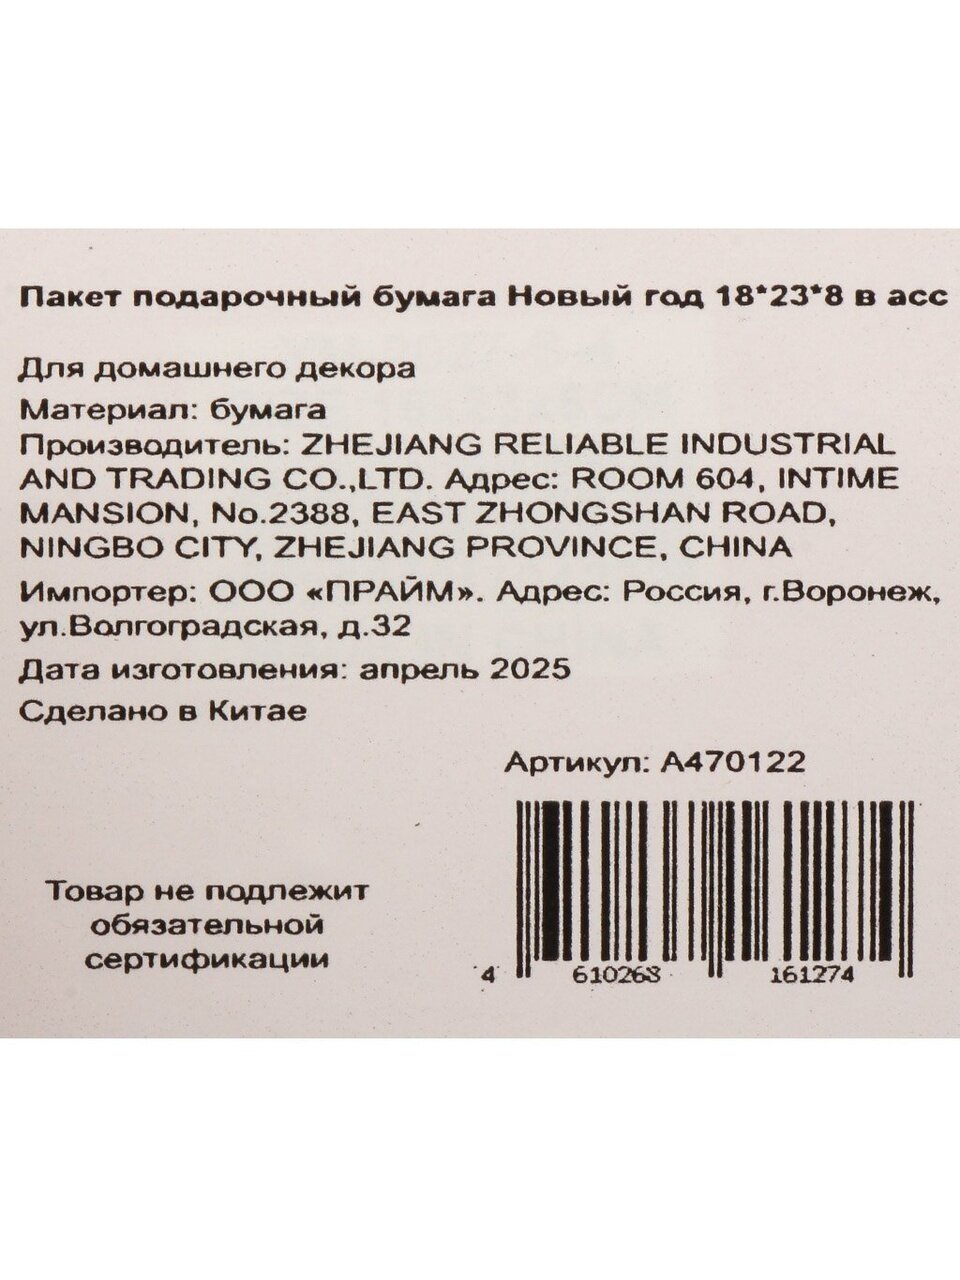 Пакет подарочный бумага Новый год 18*23*8 в асс
Для домашнего декора
Материал: бумага
Производитель: ZHEJIANG RELIABLE INDUSTRIAL
AND TRADING CO.,LTD. Адрес: ROOM 604, INTIME
MANSION, No.2388, EAST ZHONGSHAN ROAD,
NINGBO CITY, ZHEJIANG PROVINCE, CHINA
Импортер: ООО «ПРАЙМ». Адрес: Россия, г.Воронеж,
ул.Волгоградская, д.32
Дата изготовления: апрель 2025
Сделано в Китае
Артикул: А470122
Товар не подлежит
обязательной
сертификации
4 610268 161274